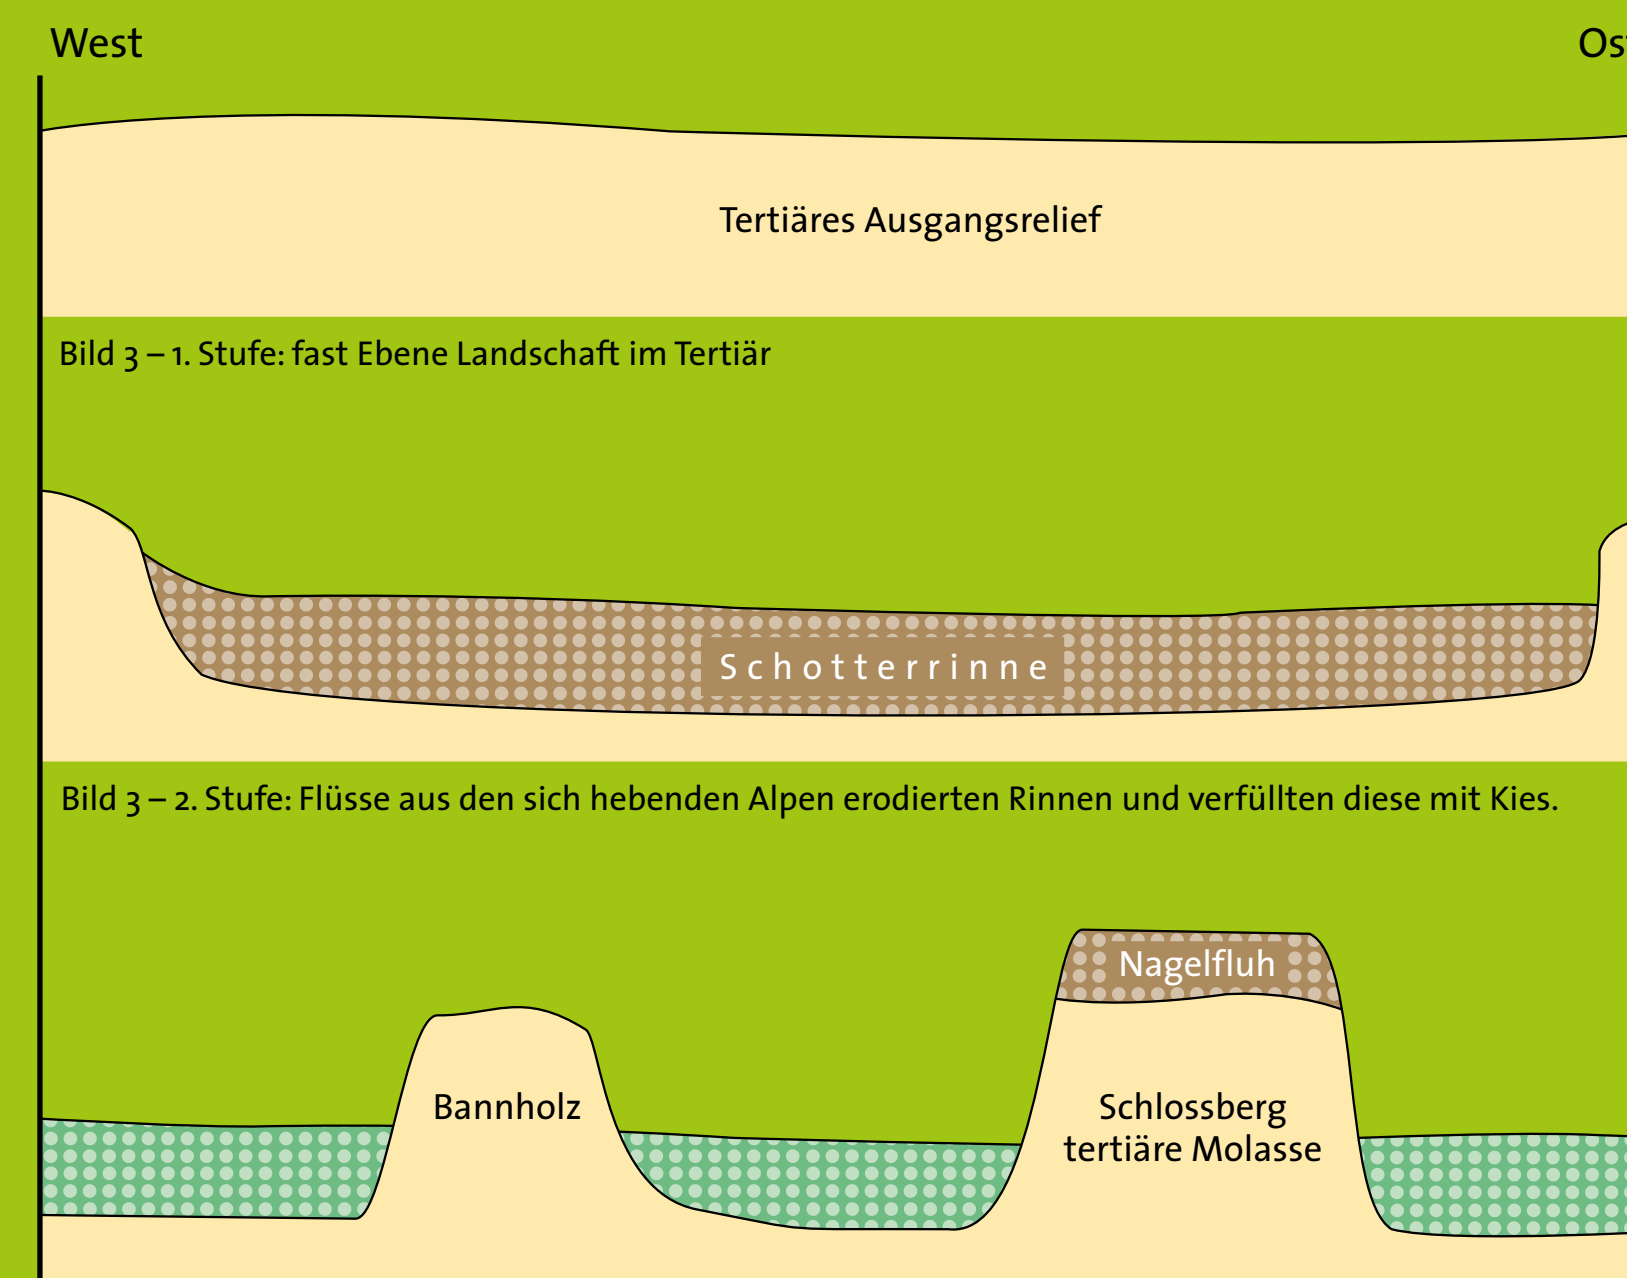 West
Os
Tertiäres Ausgangsrelief
Bild 3 – 1. Stufe: fast Ebene Landschaft im Tertiär
Schotterrinne
Bild 3 – 2. Stufe: Flüsse aus den sich hebenden Alpen erodierten Rinnen und verfüllten diese mit Kies.
Nagelfluh
Bannholz
Schlossberg
tertiäre Molasse